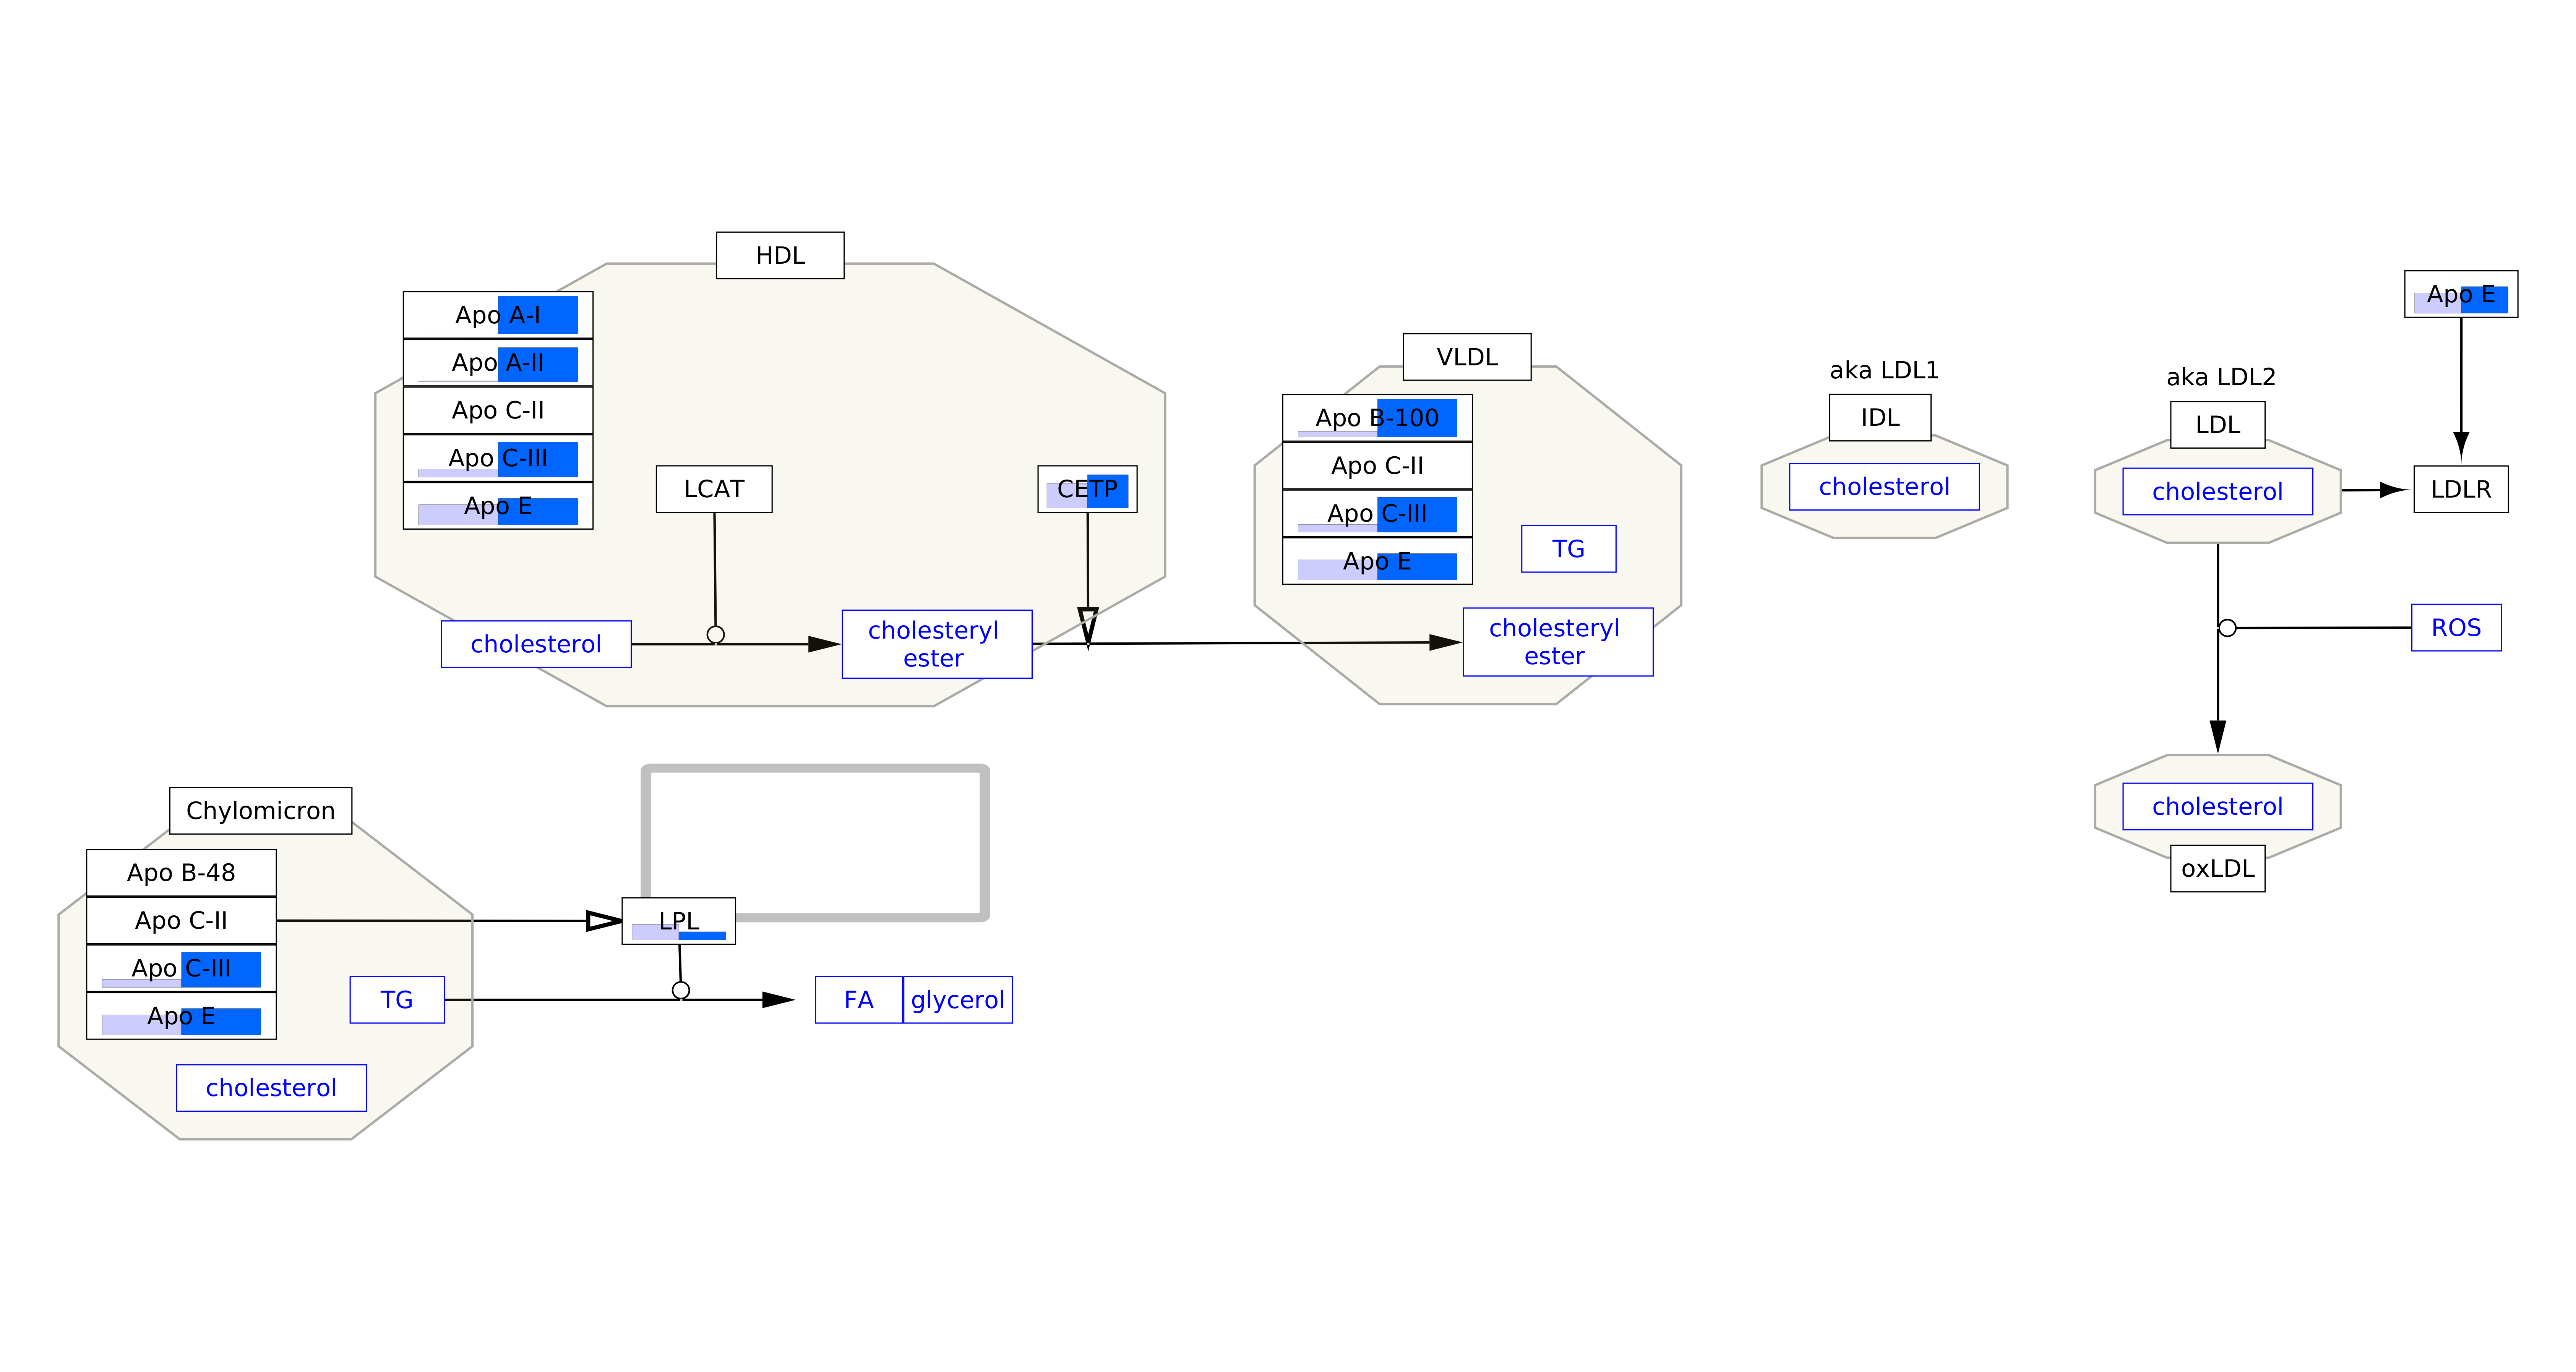 HDL
Apo A-I
Apo A-II
Apo C-II
Apo C-III
Apo E
LCAT
CETP
cholesterol
cholesteryl
ester
VLDL
Apo B-100
Apo C-II
Apo C-III
Apo E
TG
cholesteryl
ester
aka LDL1
IDL
cholesterol
aka LDL2
LDL
cholesterol
Apo E
LDLR
ROS
cholesterol
oxLDL
Chylomicron
Apo B-48
Apo C-II
Apo C-III
Apo E
TG
cholesterol
LPL
FA
glycerol